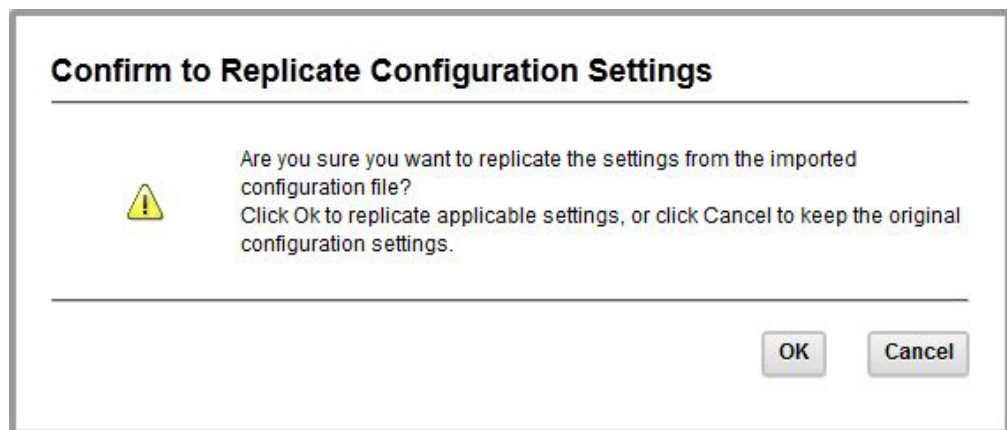 Confirm to Replicate Configuration Settings
Are you sure you want to replicate the settings from the imported
configuration file?
Click Ok to replicate applicable settings, or click Cancel to keep the original
configuration settings.
OK
Cancel